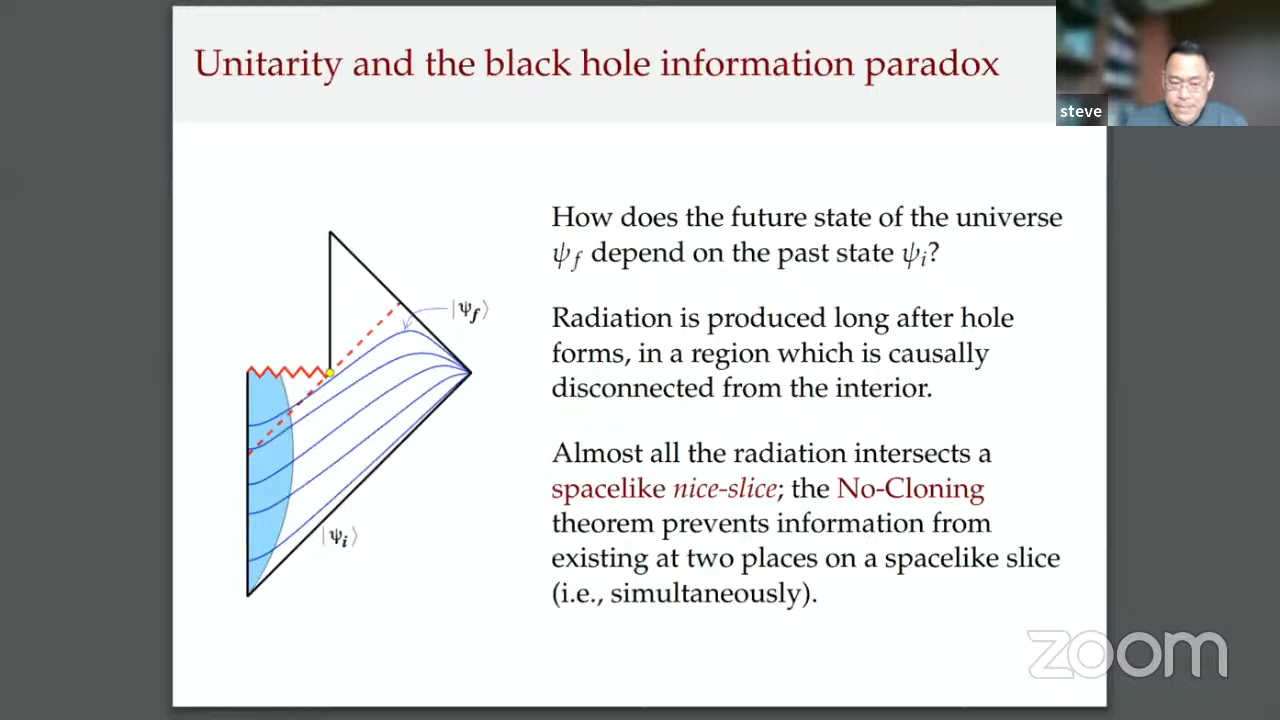 Unitarity and the black hole information paradox
steve
How does the future state of the universe
ψf depend on the past state ψi?
Radiation is produced long after hole
forms, in a region which is causally
disconnected from the interior.
Almost all the radiation intersects a
spacelike nice-slice; the No-Cloning
theorem prevents information from
existing at two places on a spacelike slice
(i.e., simultaneously).
|ψf⟩
|ψi⟩
zoom